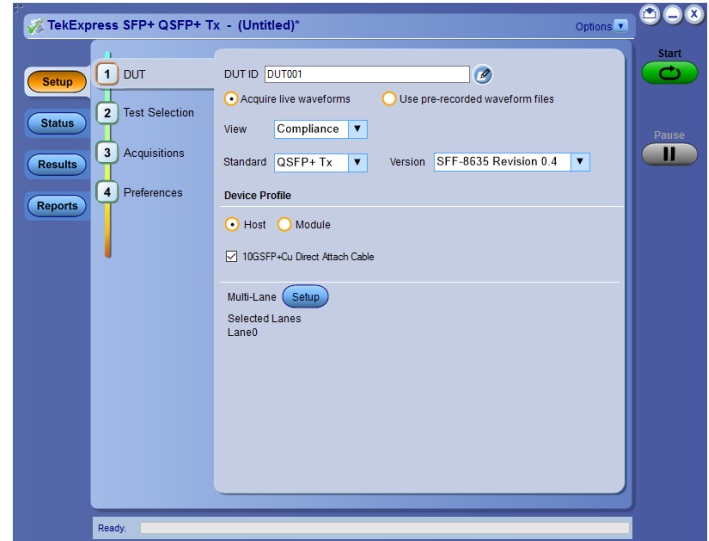 TekExpress SFP+ QSFP+ Tx - (Untitled)*
Options
Start
Pause
Setup
Status
Results
Reports
1 DUT
2 Test Selection
3 Acquisitions
4 Preferences
DUT ID DUT001
Acquire live waveforms Use pre-recorded waveform files
View Compliance
Standard QSFP+ Tx Version SFF-8635 Revision 0.4
Device Profile
Host Module
10GSFP+Cu Direct Attach Cable
Multi-Lane Setup
Selected Lanes
Lane0
Ready.